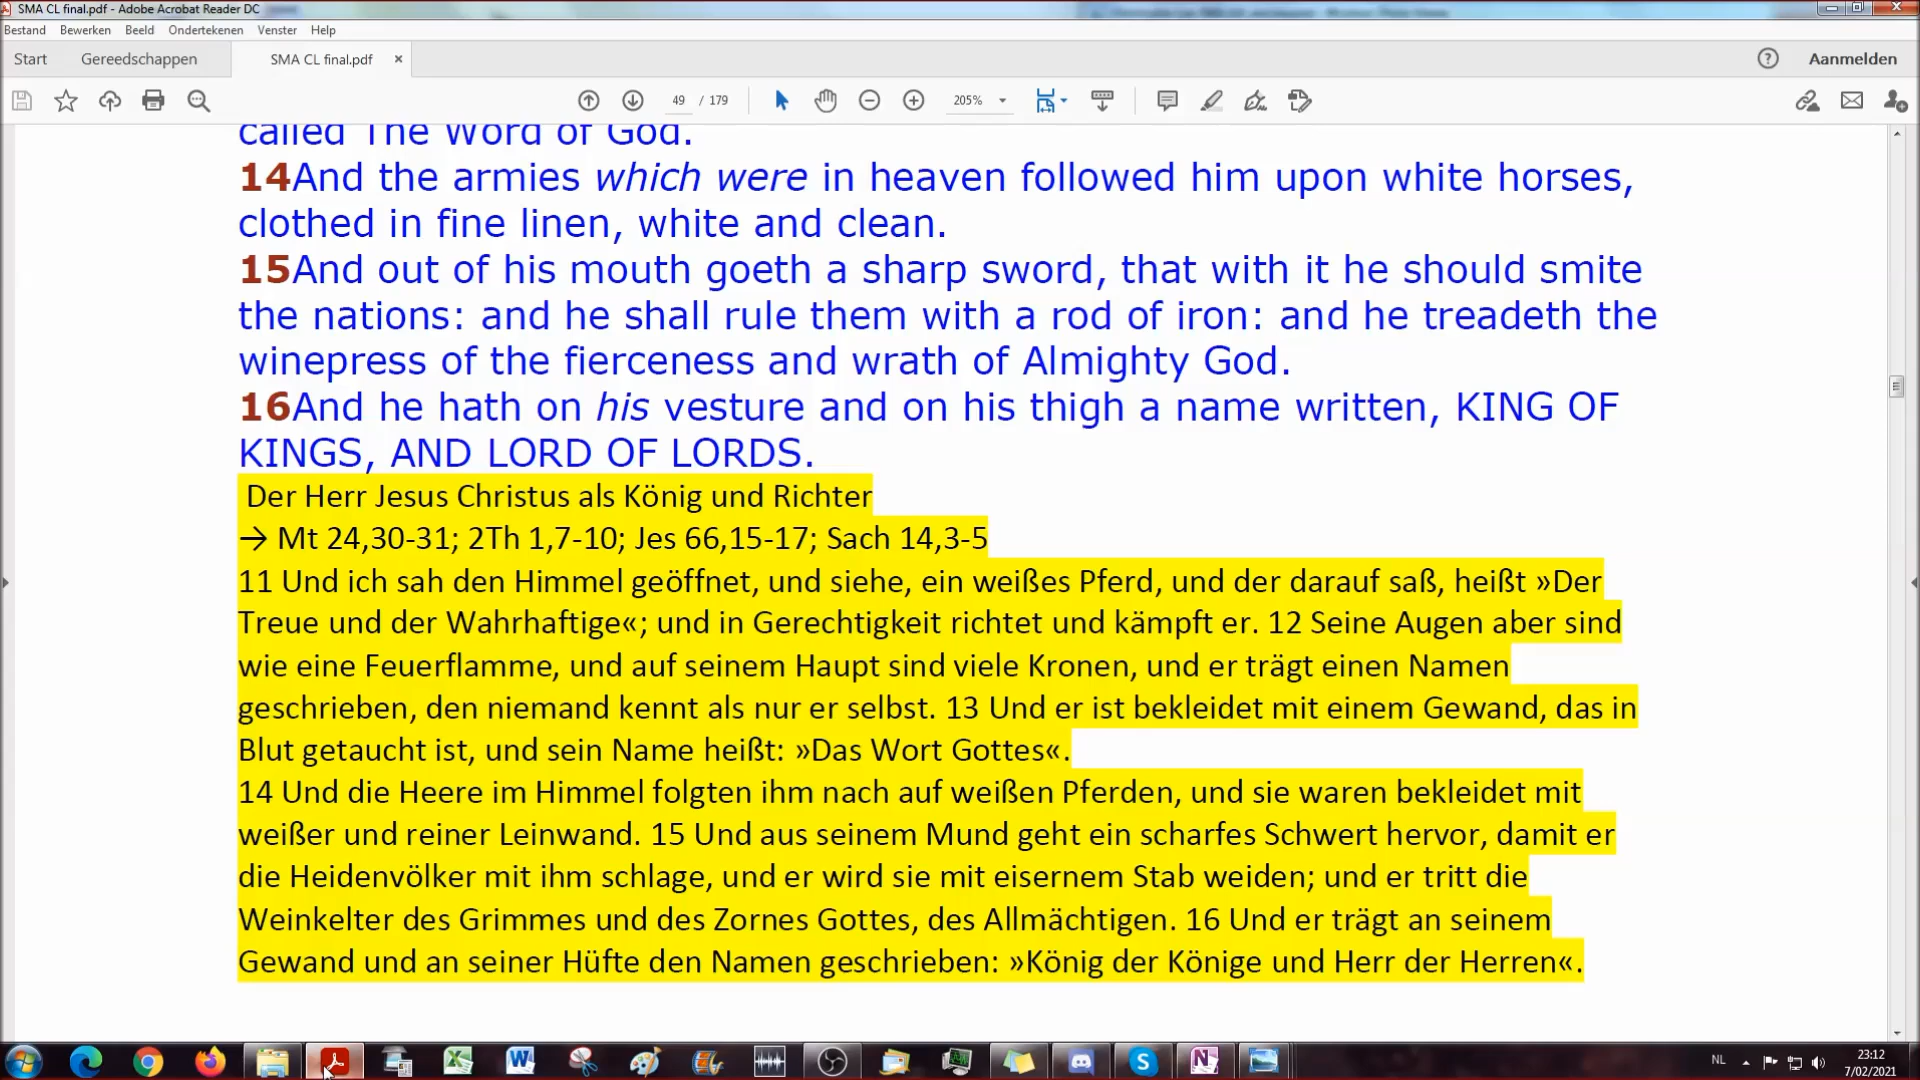 SMA CL final.pdf - Adobe Acrobat Reader DC
Bestand Bewerken Beeld Ondertekenen Venster Help
Start Gereedschappen SMA CL final.pdf × Aanmelden
49 / 179 205%
called The Word of God.
14And the armies which were in heaven followed him upon white horses,
clothed in fine linen, white and clean.
15And out of his mouth goeth a sharp sword, that with it he should smite
the nations: and he shall rule them with a rod of iron: and he treadeth the
winepress of the fierceness and wrath of Almighty God.
16And he hath on his vesture and on his thigh a name written, KING OF
KINGS, AND LORD OF LORDS.
Der Herr Jesus Christus als König und Richter
→ Mt 24,30-31; 2Th 1,7-10; Jes 66,15-17; Sach 14,3-5
11 Und ich sah den Himmel geöffnet, und siehe, ein weißes Pferd, und der darauf saß, heißt »Der
Treue und der Wahrhaftige«; und in Gerechtigkeit richtet und kämpft er. 12 Seine Augen aber sind
wie eine Feuerflamme, und auf seinem Haupt sind viele Kronen, und er trägt einen Namen
geschrieben, den niemand kennt als nur er selbst. 13 Und er ist bekleidet mit einem Gewand, das in
Blut getaucht ist, und sein Name heißt: »Das Wort Gottes«.
14 Und die Heere im Himmel folgten ihm nach auf weißen Pferden, und sie waren bekleidet mit
weißer und reiner Leinwand. 15 Und aus seinem Mund geht ein scharfes Schwert hervor, damit er
die Heidenvölker mit ihm schlage, und er wird sie mit eisernem Stab weiden; und er tritt die
Weinkelter des Grimmes und des Zornes Gottes, des Allmächtigen. 16 Und er trägt an seinem
Gewand und an seiner Hüfte den Namen geschrieben: »König der Könige und Herr der Herren«.
NL 23:12
7/02/2021